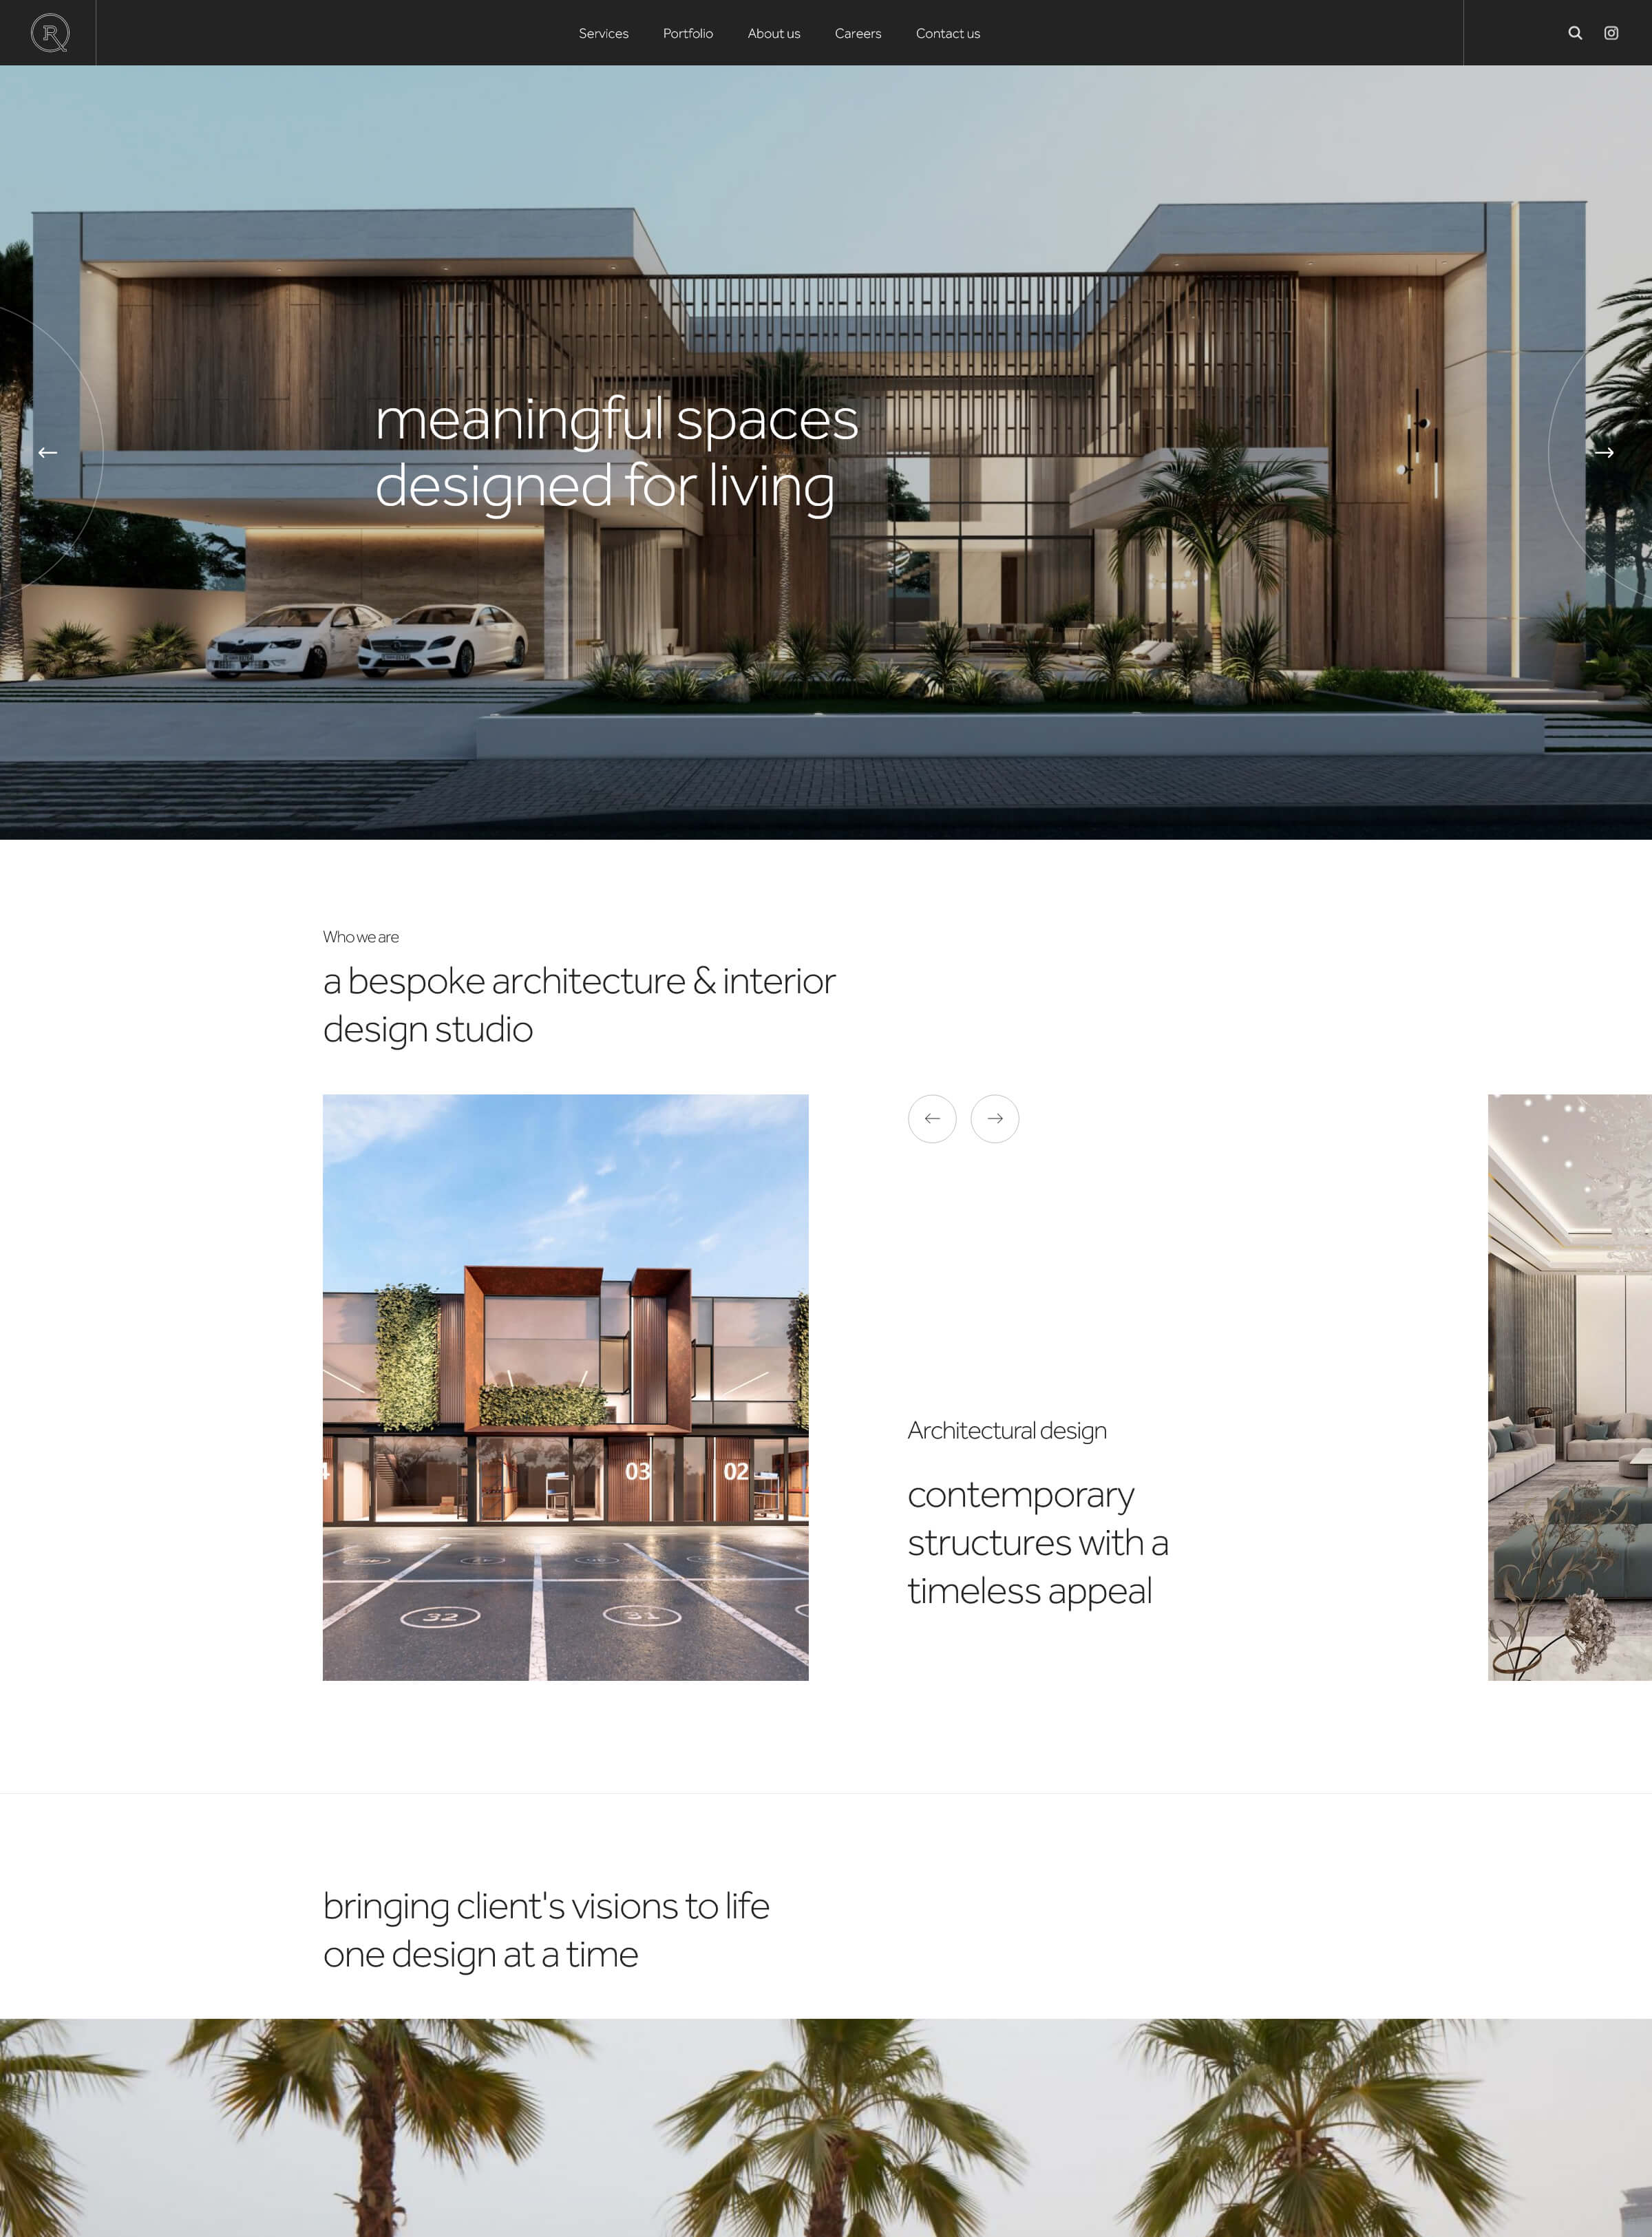 R
Services Portfolio About us Careers Contact us
meaningful spaces
designed for living
Who we are
a bespoke architecture & interior
design studio
03 02
32 31
Architectural design
contemporary
structures with a
timeless appeal
bringing client's visions to life
one design at a time